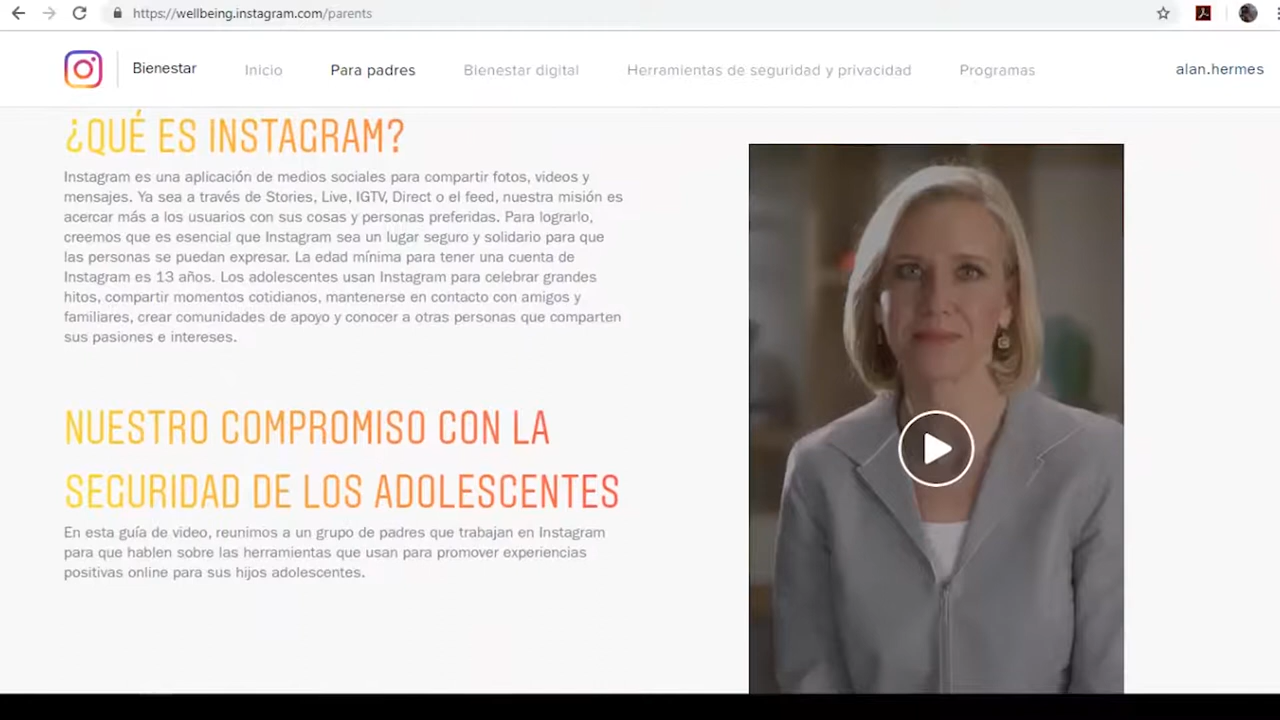 https://wellbeing.instagram.com/parents
Bienestar Inicio Para padres Bienestar digital Herramientas de seguridad y privacidad Programas alan.hermes
¿QUÉ ES INSTAGRAM?
Instagram es una aplicación de medios sociales para compartir fotos, videos y
mensajes. Ya sea a través de Stories, Live, IGTV, Direct o el feed, nuestra misión es
acercar más a los usuarios con sus cosas y personas preferidas. Para lograrlo,
creemos que es esencial que Instagram sea un lugar seguro y solidario para que
las personas se puedan expresar. La edad mínima para tener una cuenta de
Instagram es 13 años. Los adolescentes usan Instagram para celebrar grandes
hitos, compartir momentos cotidianos, mantenerse en contacto con amigos y
familiares, crear comunidades de apoyo y conocer a otras personas que comparten
sus pasiones e intereses.
NUESTRO COMPROMISO CON LA
SEGURIDAD DE LOS ADOLESCENTES
En esta guía de video, reunimos a un grupo de padres que trabajan en Instagram
para que hablen sobre las herramientas que usan para promover experiencias
positivas online para sus hijos adolescentes.